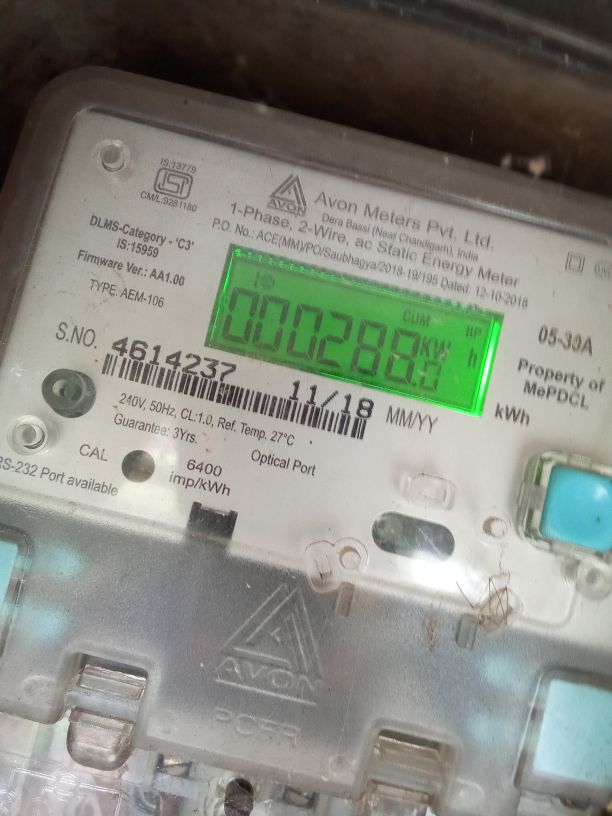 IS:13779
ISI
CM/L:9281180
AVON
Avon Meters Pvt. Ltd.
Dera Bassi (Near Chandigarh), India
1-Phase, 2-Wire, ac Static Energy Meter
P.O. No.: ACE(MM)/PO/Saubhagya/2018-19/195 Dated: 12-10-2018
DLMS-Category - 'C3'
IS:15959
Firmware Ver.: AA1.00
TYPE: AEM-106
CUM
000288.0
KW
h
05-30A
Property of
MePDCL
kWh
S.NO.
4614237
11/18
MM/YY
240V, 50Hz, CL:1.0, Ref. Temp. 27°C
Guarantee: 3Yrs.
Optical Port
CAL
6400
imp/kWh
RS-232 Port available
AVON